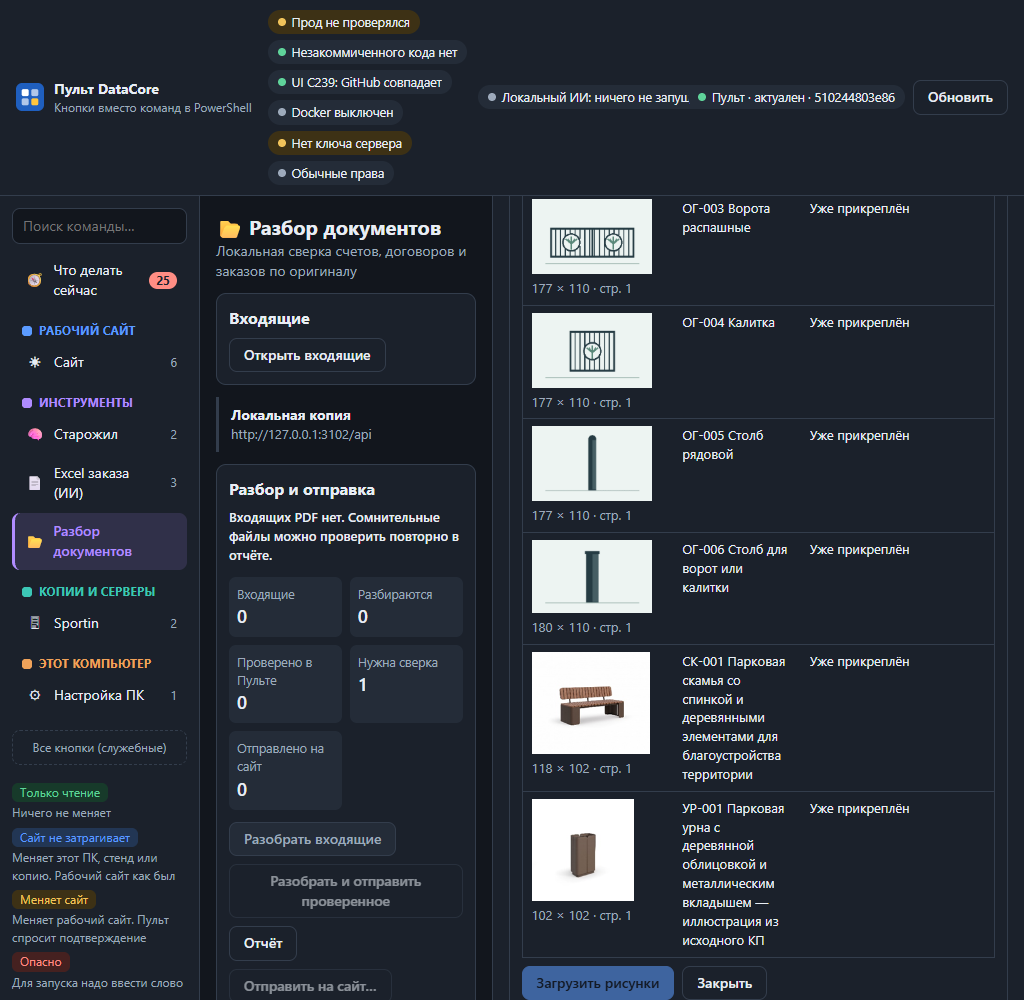 Пульт DataCore
Кнопки вместо команд в PowerShell
Прод не проверялся
Незакоммиченного кода нет
UI C239: GitHub совпадает
Docker выключен
Нет ключа сервера
Обычные права
Локальный ИИ: ничего не запущ
Пульт · актуален · 510244803e86
Обновить
Поиск команды...
Что делать
сейчас
25
РАБОЧИЙ САЙТ
Сайт
6
ИНСТРУМЕНТЫ
Старожил
2
Excel заказа
(ИИ)
3
Разбор
документов
КОПИИ И СЕРВЕРЫ
Sportin
2
ЭТОТ КОМПЬЮТЕР
Настройка ПК
1
Все кнопки (служебные)
Только чтение
Ничего не меняет
Сайт не затрагивает
Меняет этот ПК, стенд или
копию. Рабочий сайт как был
Меняет сайт
Меняет рабочий сайт. Пульт
спросит подтверждение
Опасно
Для запуска надо ввести слово
Разбор документов
Локальная сверка счетов, договоров и
заказов по оригиналу
Входящие
Открыть входящие
Локальная копия
http://127.0.0.1:3102/api
Разбор и отправка
Входящих PDF нет. Сомнительные
файлы можно проверить повторно в
отчёте.
Входящие
0
Разбираются
0
Проверено в
Пульте
0
Нужна сверка
1
Отправлено на
сайт
0
Разобрать входящие
Разобрать и отправить
проверенное
Отчёт
Отправить на сайт...
177 × 110 · стр. 1
ОГ-003 Ворота
распашные
Уже прикреплён
177 × 110 · стр. 1
ОГ-004 Калитка
Уже прикреплён
177 × 110 · стр. 1
ОГ-005 Столб
рядовой
Уже прикреплён
180 × 110 · стр. 1
ОГ-006 Столб для
ворот или
калитки
Уже прикреплён
118 × 102 · стр. 1
СК-001 Парковая
скамья со
спинкой и
деревянными
элементами для
благоустройства
территории
Уже прикреплён
102 × 102 · стр. 1
УР-001 Парковая
урна с
деревянной
облицовкой и
металлическим
вкладышем —
иллюстрация из
исходного КП
Уже прикреплён
Загрузить рисунки
Закрыть